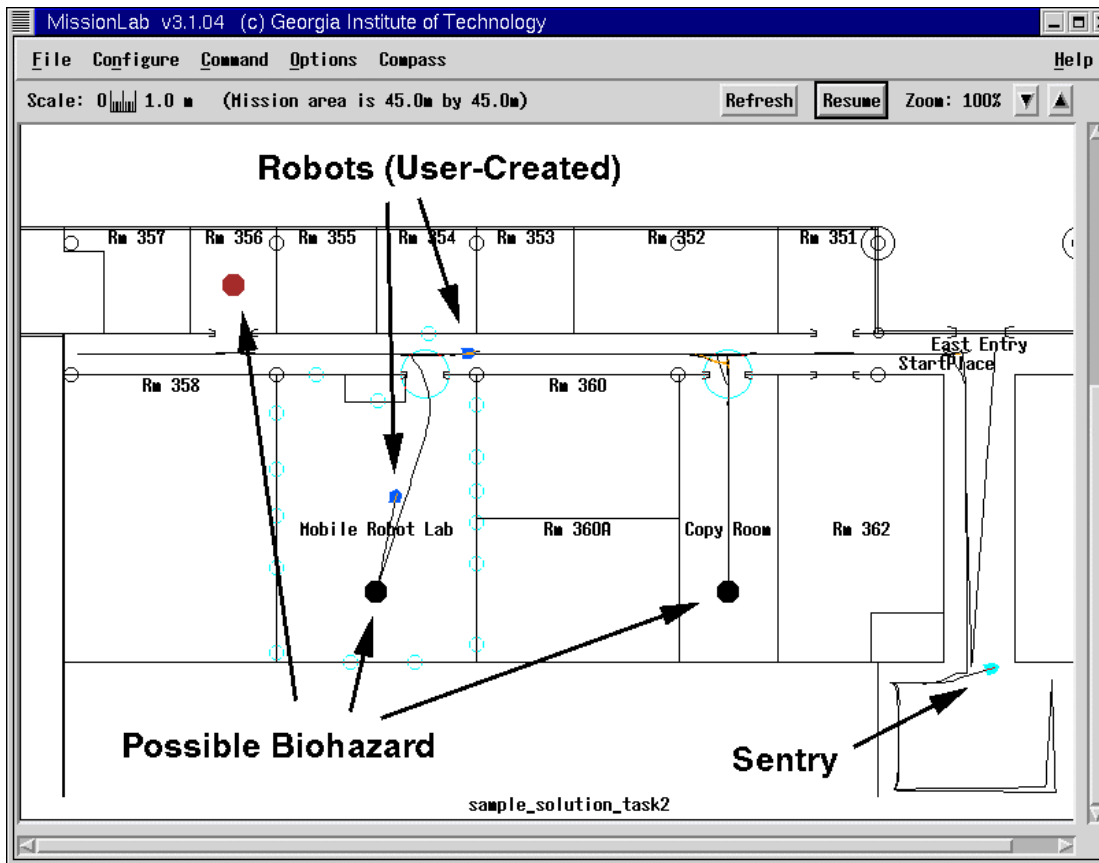 MissionLab v3.1.04 (c) Georgia Institute of Technology
File Configure Command Options Compass Help
Scale: 0 1.0 m (Mission area is 45.0m by 45.0m) Refresh Resume Zoom: 100%
Robots (User-Created)
Rm 357 Rm 356 Rm 355 Rm 354 Rm 353 Rm 352 Rm 351
East Entry
StartPlace
Rm 358 Rm 360
Mobile Robot Lab Rm 360A Copy Room Rm 362
Possible Biohazard
Sentry
sample_solution_task2